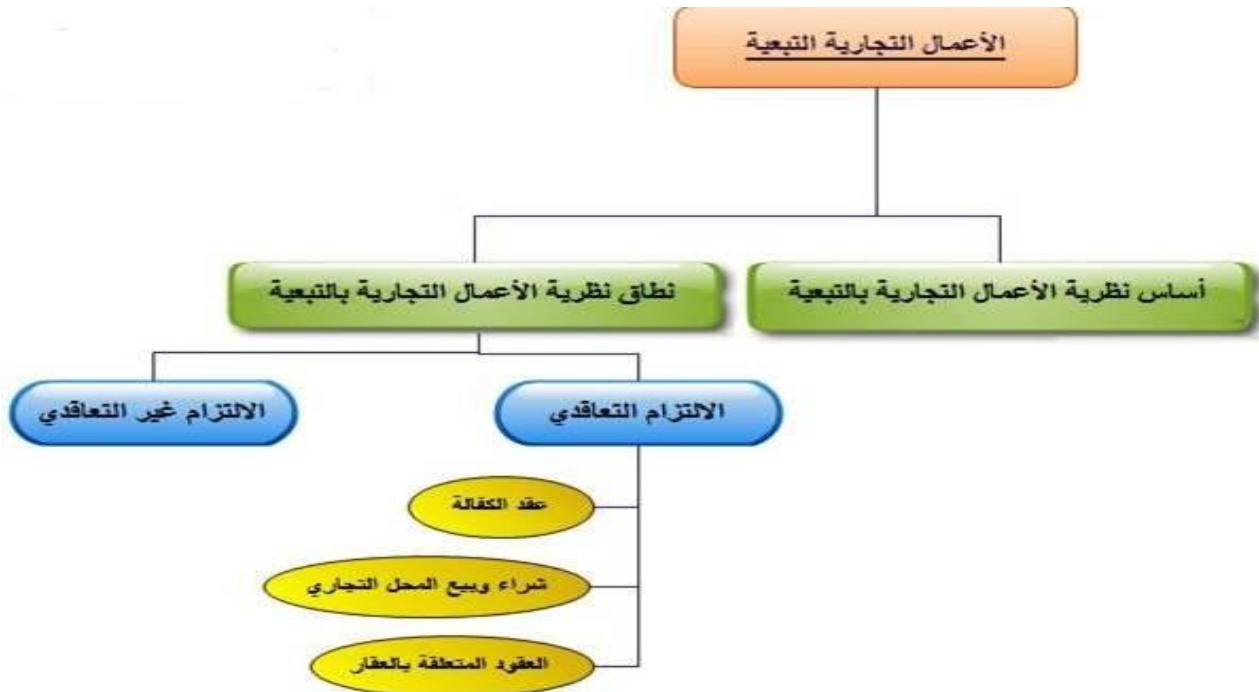 الأعمال التجارية التبعية
أساس نظرية الأعمال التجارية بالتبعية
نطاق نظرية الأعمال التجارية بالتبعية
الالتزام التعاقدي
الالتزام غير التعاقدي
عقد الكفالة
شراء وبيع المحل التجاري
العقود المتعلقة بالعقار